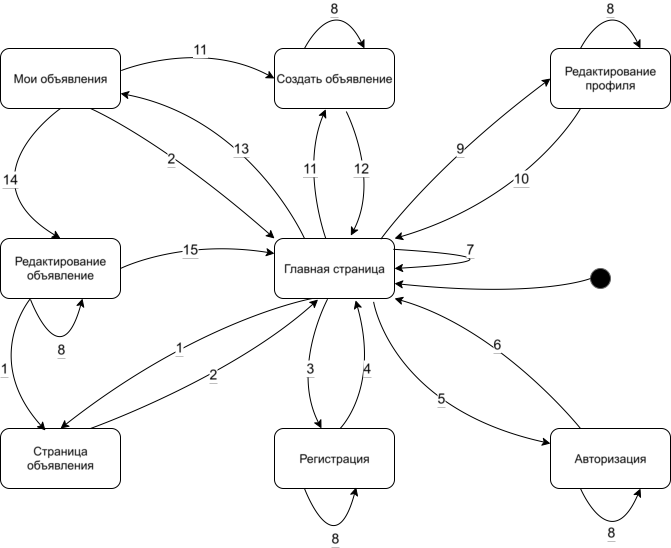 8
8
11
Мои объявления
Создать объявление
Редактирование
профиля
13
9
2
11
12
14
10
15
7
Редактирование
объявление
Главная страница
8
1
6
1
2
3
4
5
Страница
объявления
Регистрация
Авторизация
8
8